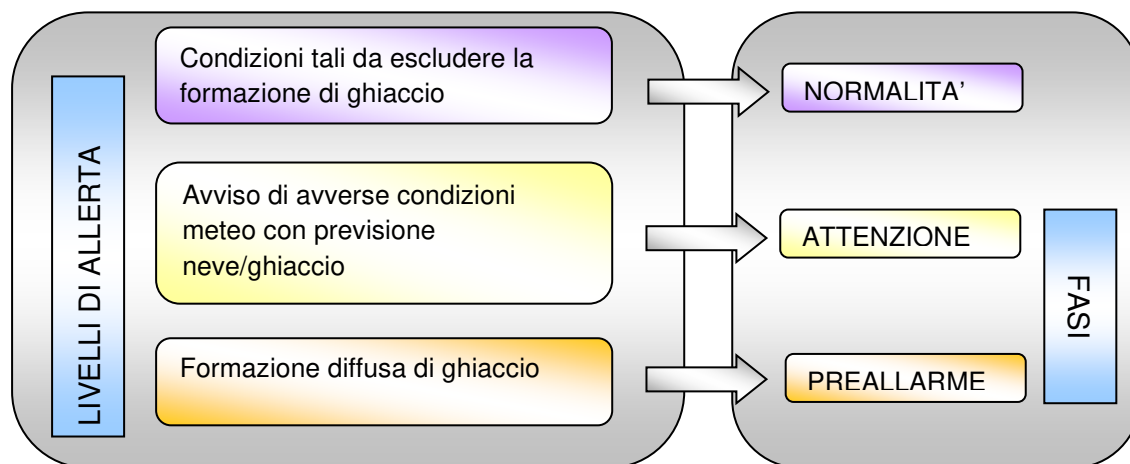 LIVELLI DI ALLERTA
Condizioni tali da escludere la
formazione di ghiaccio
NORMALITA’
Avviso di avverse condizioni
meteo con previsione
neve/ghiaccio
ATTENZIONE
Formazione diffusa di ghiaccio
PREALLARME
FASI